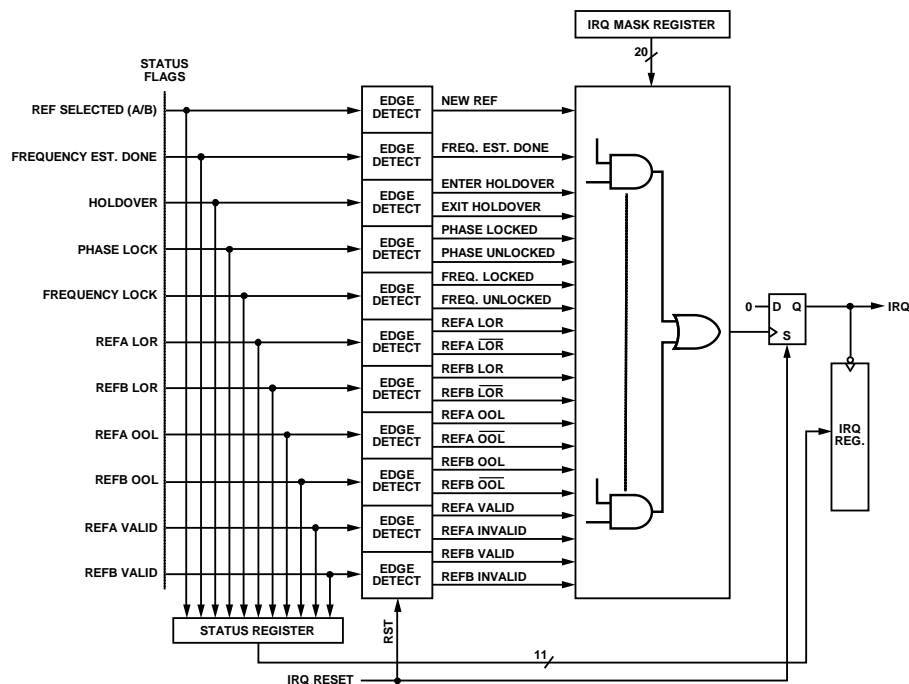 IRQ MASK REGISTER
20
STATUS
FLAGS
REF SELECTED (A/B)
FREQUENCY EST. DONE
HOLDOVER
PHASE LOCK
FREQUENCY LOCK
REFA LOR
REFB LOR
REFA OOL
REFB OOL
REFA VALID
REFB VALID
EDGE
DETECT
EDGE
DETECT
EDGE
DETECT
EDGE
DETECT
EDGE
DETECT
EDGE
DETECT
EDGE
DETECT
EDGE
DETECT
EDGE
DETECT
EDGE
DETECT
EDGE
DETECT
NEW REF
FREQ. EST. DONE
ENTER HOLDOVER
EXIT HOLDOVER
PHASE LOCKED
PHASE UNLOCKED
FREQ. LOCKED
FREQ. UNLOCKED
REFA LOR
REFA L̅O̅R̅
REFB LOR
REFB L̅O̅R̅
REFA OOL
REFA O̅O̅L̅
REFB OOL
REFB O̅O̅L̅
REFA VALID
REFA INVALID
REFB VALID
REFB INVALID
0
D Q
S
IRQ
IRQ
REG.
STATUS REGISTER
RST
11
IRQ RESET